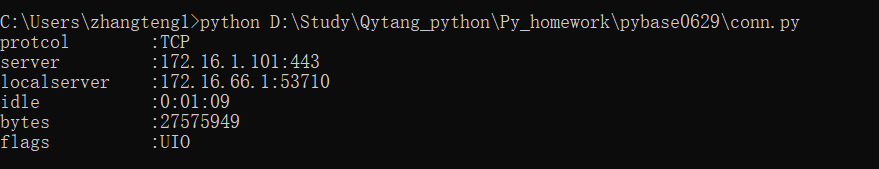 C:\Users\zhangteng1>python D:\Study\Qytang_python\Py_homework\pybase0629\conn.py
protcol         :TCP
server          :172.16.1.101:443
localserver     :172.16.66.1:53710
idle            :0:01:09
bytes           :27575949
flags           :UIO